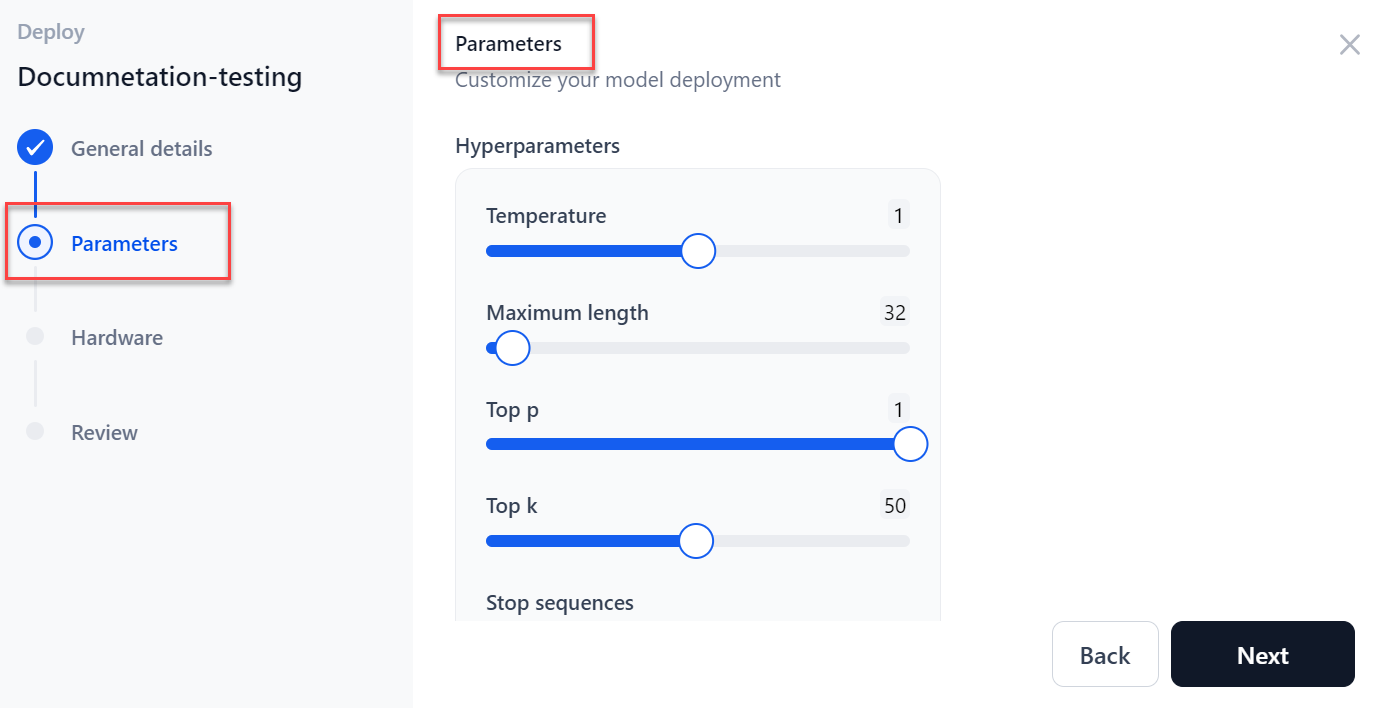 Deploy
Documnetation-testing
General details
Parameters
Hardware
Review
Parameters
Customize your model deployment
Hyperparameters
Temperature 1
Maximum length 32
Top p 1
Top k 50
Stop sequences
Back Next